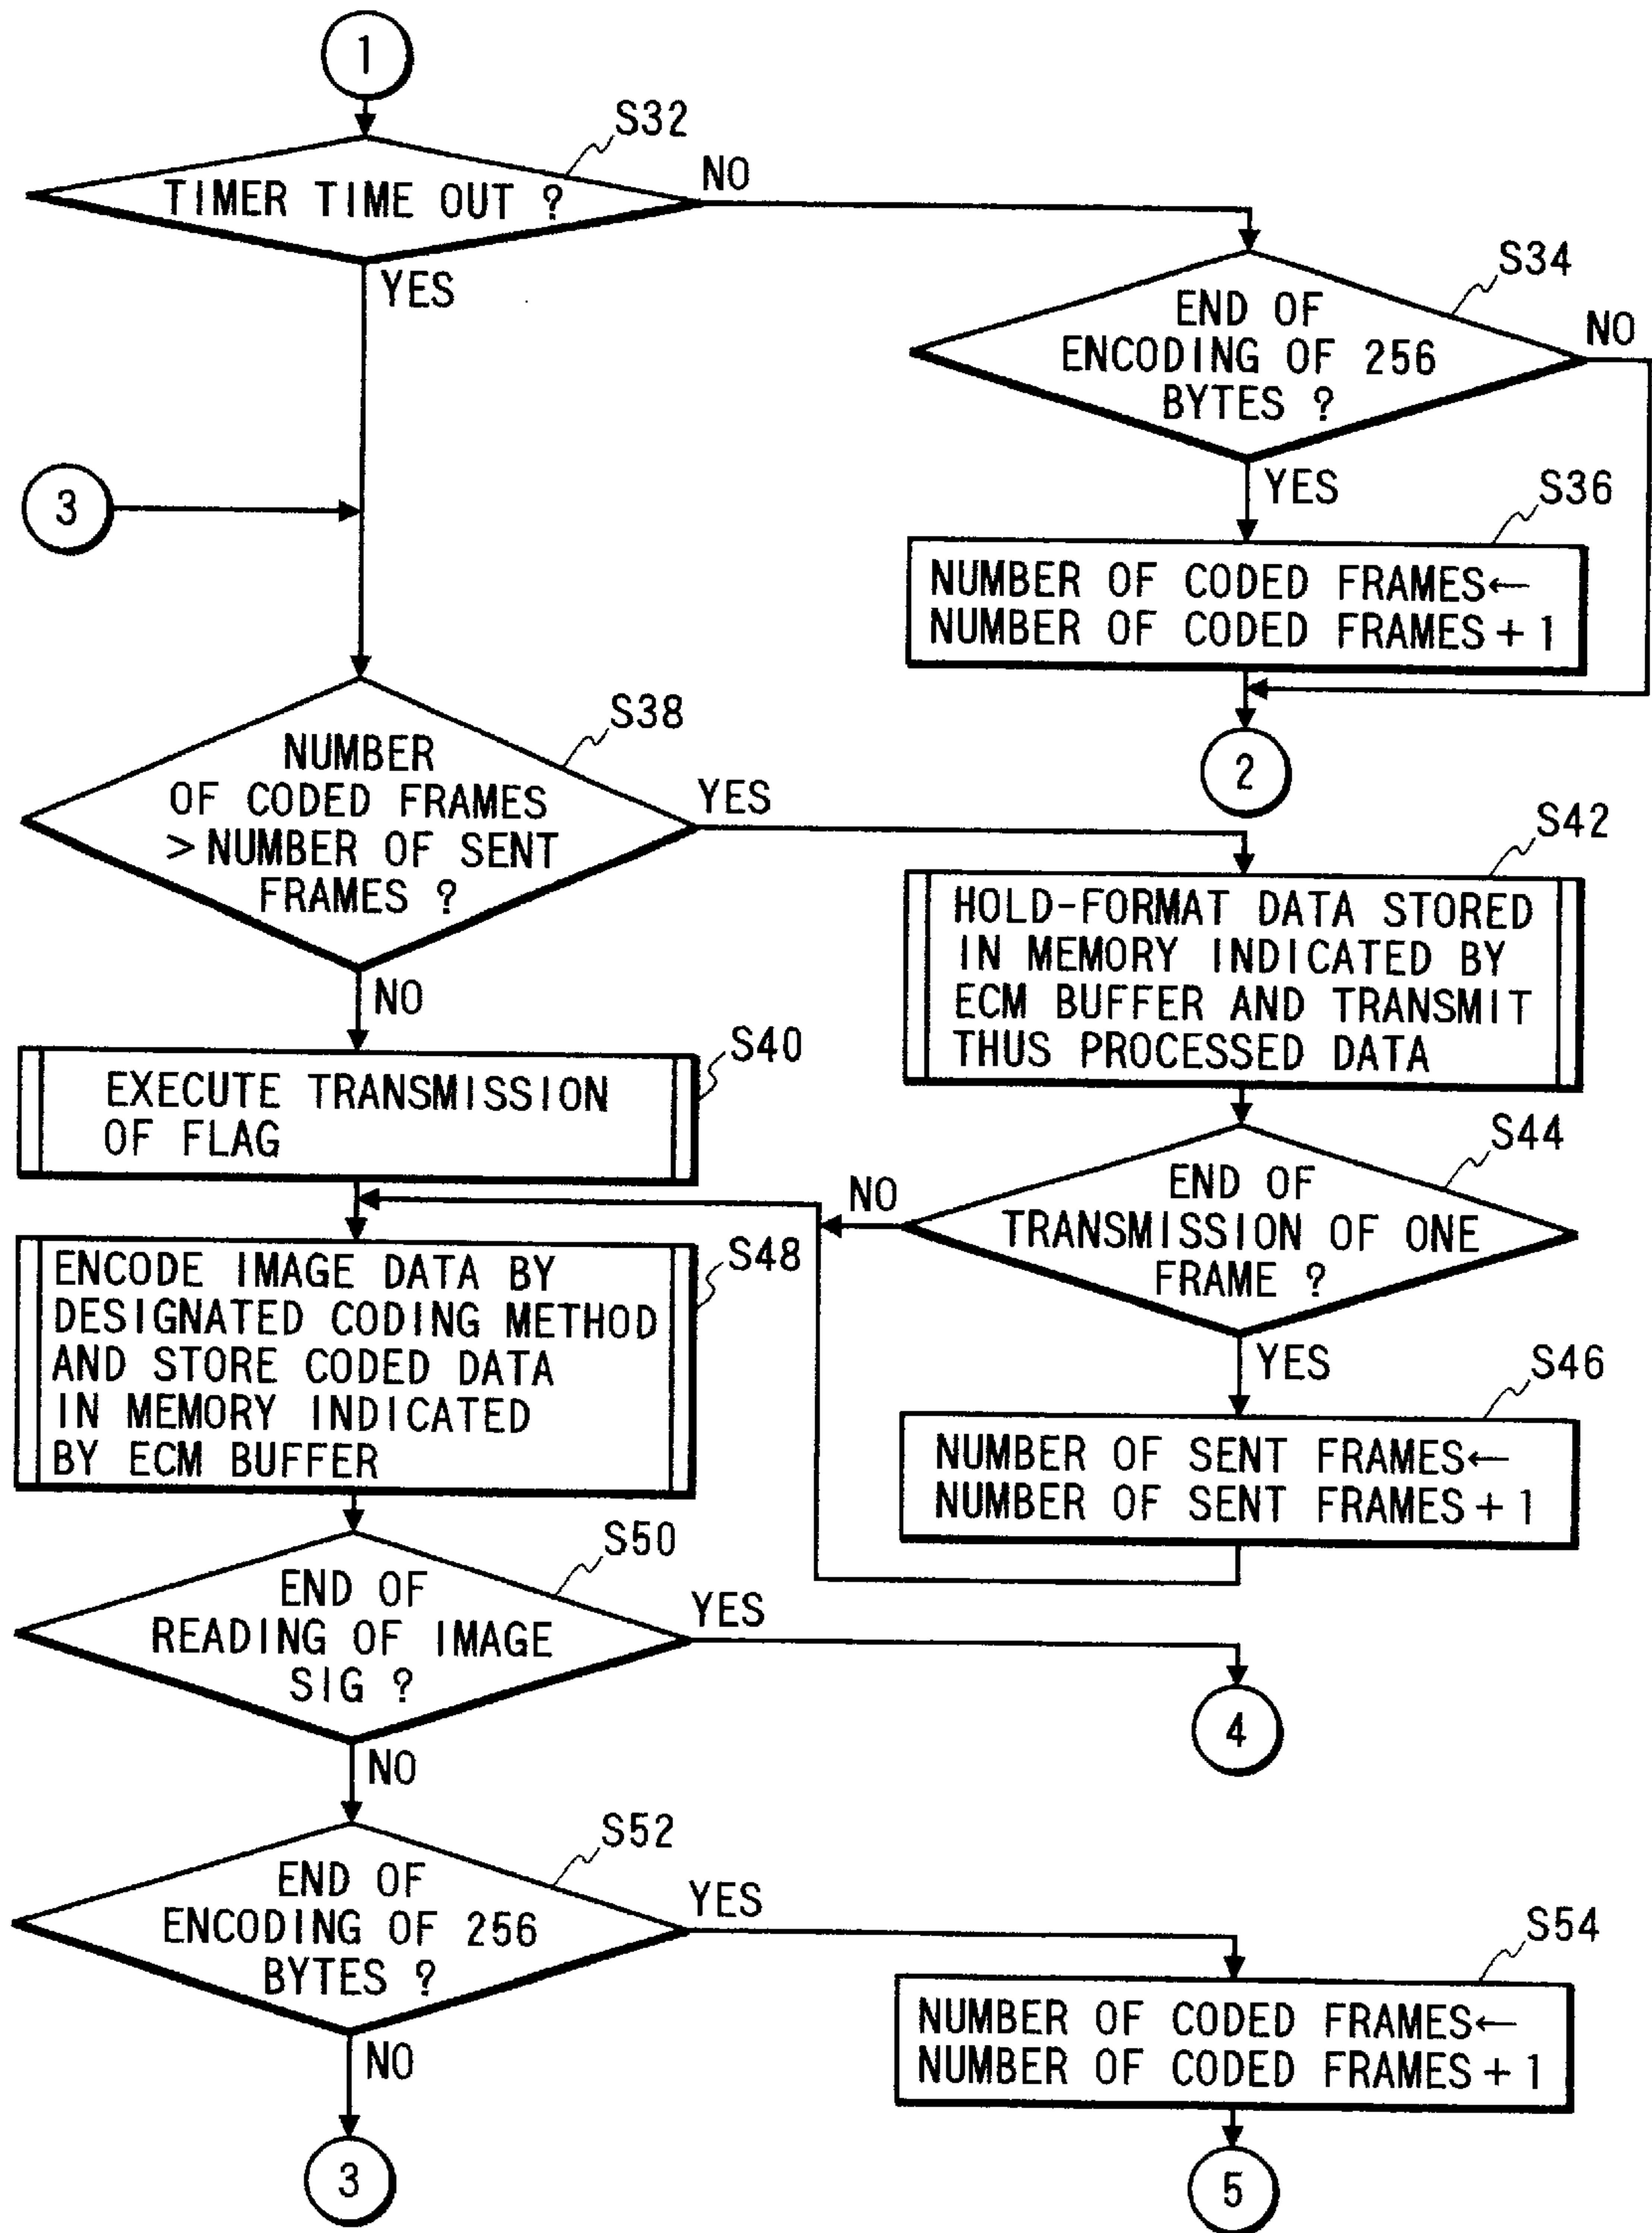 1
S32
TIMER TIME OUT ?
NO
YES
S34
END OF
ENCODING OF 256
BYTES ?
NO
YES
3
S36
NUMBER OF CODED FRAMES←
NUMBER OF CODED FRAMES + 1
2
S38
NUMBER
OF CODED FRAMES
> NUMBER OF SENT
FRAMES ?
YES
NO
S42
HOLD-FORMAT DATA STORED
IN MEMORY INDICATED BY
ECM BUFFER AND TRANSMIT
THUS PROCESSED DATA
S40
EXECUTE TRANSMISSION
OF FLAG
S44
END OF
TRANSMISSION OF ONE
FRAME ?
NO
YES
S48
ENCODE IMAGE DATA BY
DESIGNATED CODING METHOD
AND STORE CODED DATA
IN MEMORY INDICATED
BY ECM BUFFER
S46
NUMBER OF SENT FRAMES←
NUMBER OF SENT FRAMES + 1
S50
END OF
READING OF IMAGE
SIG ?
YES
NO
4
S52
END OF
ENCODING OF 256
BYTES ?
YES
NO
S54
NUMBER OF CODED FRAMES←
NUMBER OF CODED FRAMES + 1
3
5